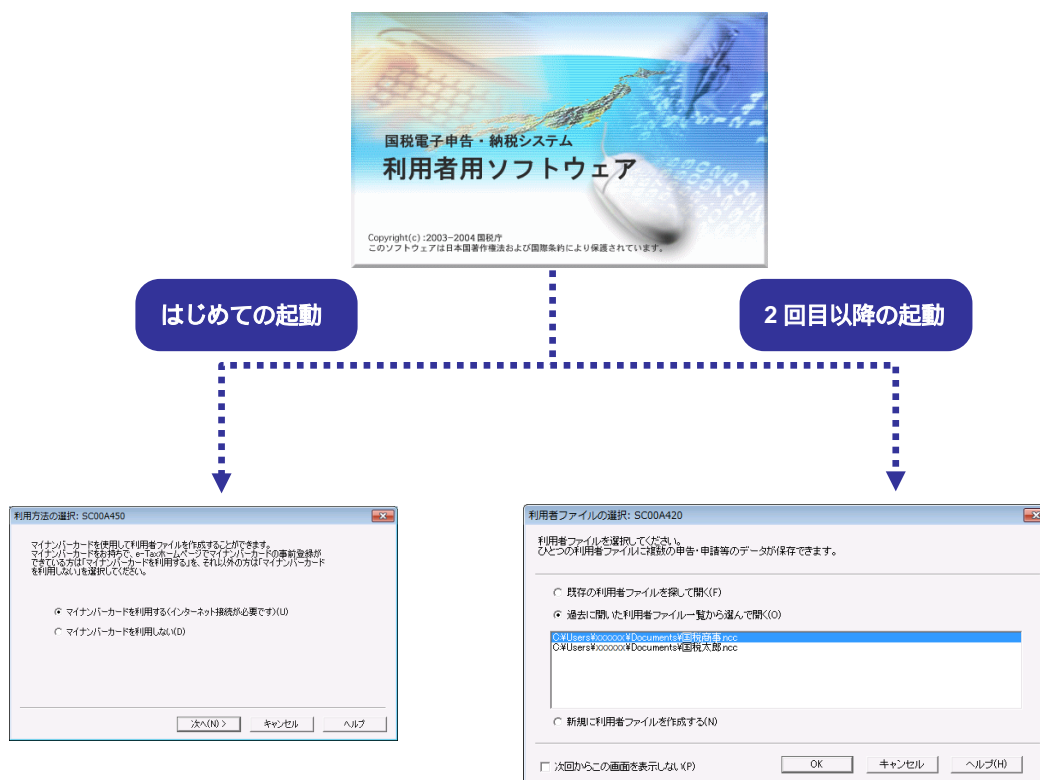 国税電子申告・納税システム
利用者用ソフトウェア
Copyright(c) :2003-2004 国税庁
このソフトウェアは日本国著作権法および国際条約により保護されています。
はじめての起動
2 回目以降の起動
利用方法の選択: SC00A450
マイナンバーカードを使用して利用者ファイルを作成することができます。
マイナンバーカードをお持ちで、e-Taxホームページでマイナンバーカードの事前登録が
できている方は「マイナンバーカードを利用する」を、それ以外の方は「マイナンバーカード
を利用しない」を選択してください。
マイナンバーカードを利用する(インターネット接続が必要です)(U)
マイナンバーカードを利用しない(D)
次へ(N) >
キャンセル
ヘルプ
利用者ファイルの選択: SC00A420
利用者ファイルを選択してください。
ひとつの利用者ファイルに複数の申告・申請等のデータが保存できます。
既存の利用者ファイルを探して開く(F)
過去に開いた利用者ファイル一覧から選んで開く(O)
C:¥Users¥xxxxxx¥Documents¥国税商事.ncc
C:¥Users¥xxxxxx¥Documents¥国税太郎.ncc
新規に利用者ファイルを作成する(N)
次回からこの画面を表示しない(P)
OK
キャンセル
ヘルプ(H)